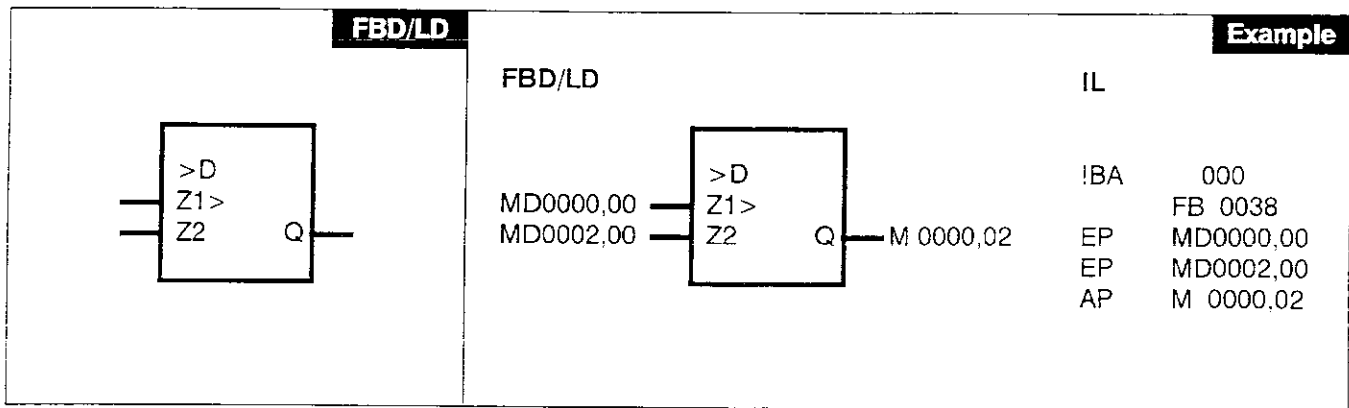 FBD/LD
>D
Z1>
Z2 Q
Example
FBD/LD
>D
MD0000,00 Z1>
MD0002,00 Z2 Q M 0000,02
IL
!BA 000
FB 0038
EP MD0000,00
EP MD0002,00
AP M 0000,02